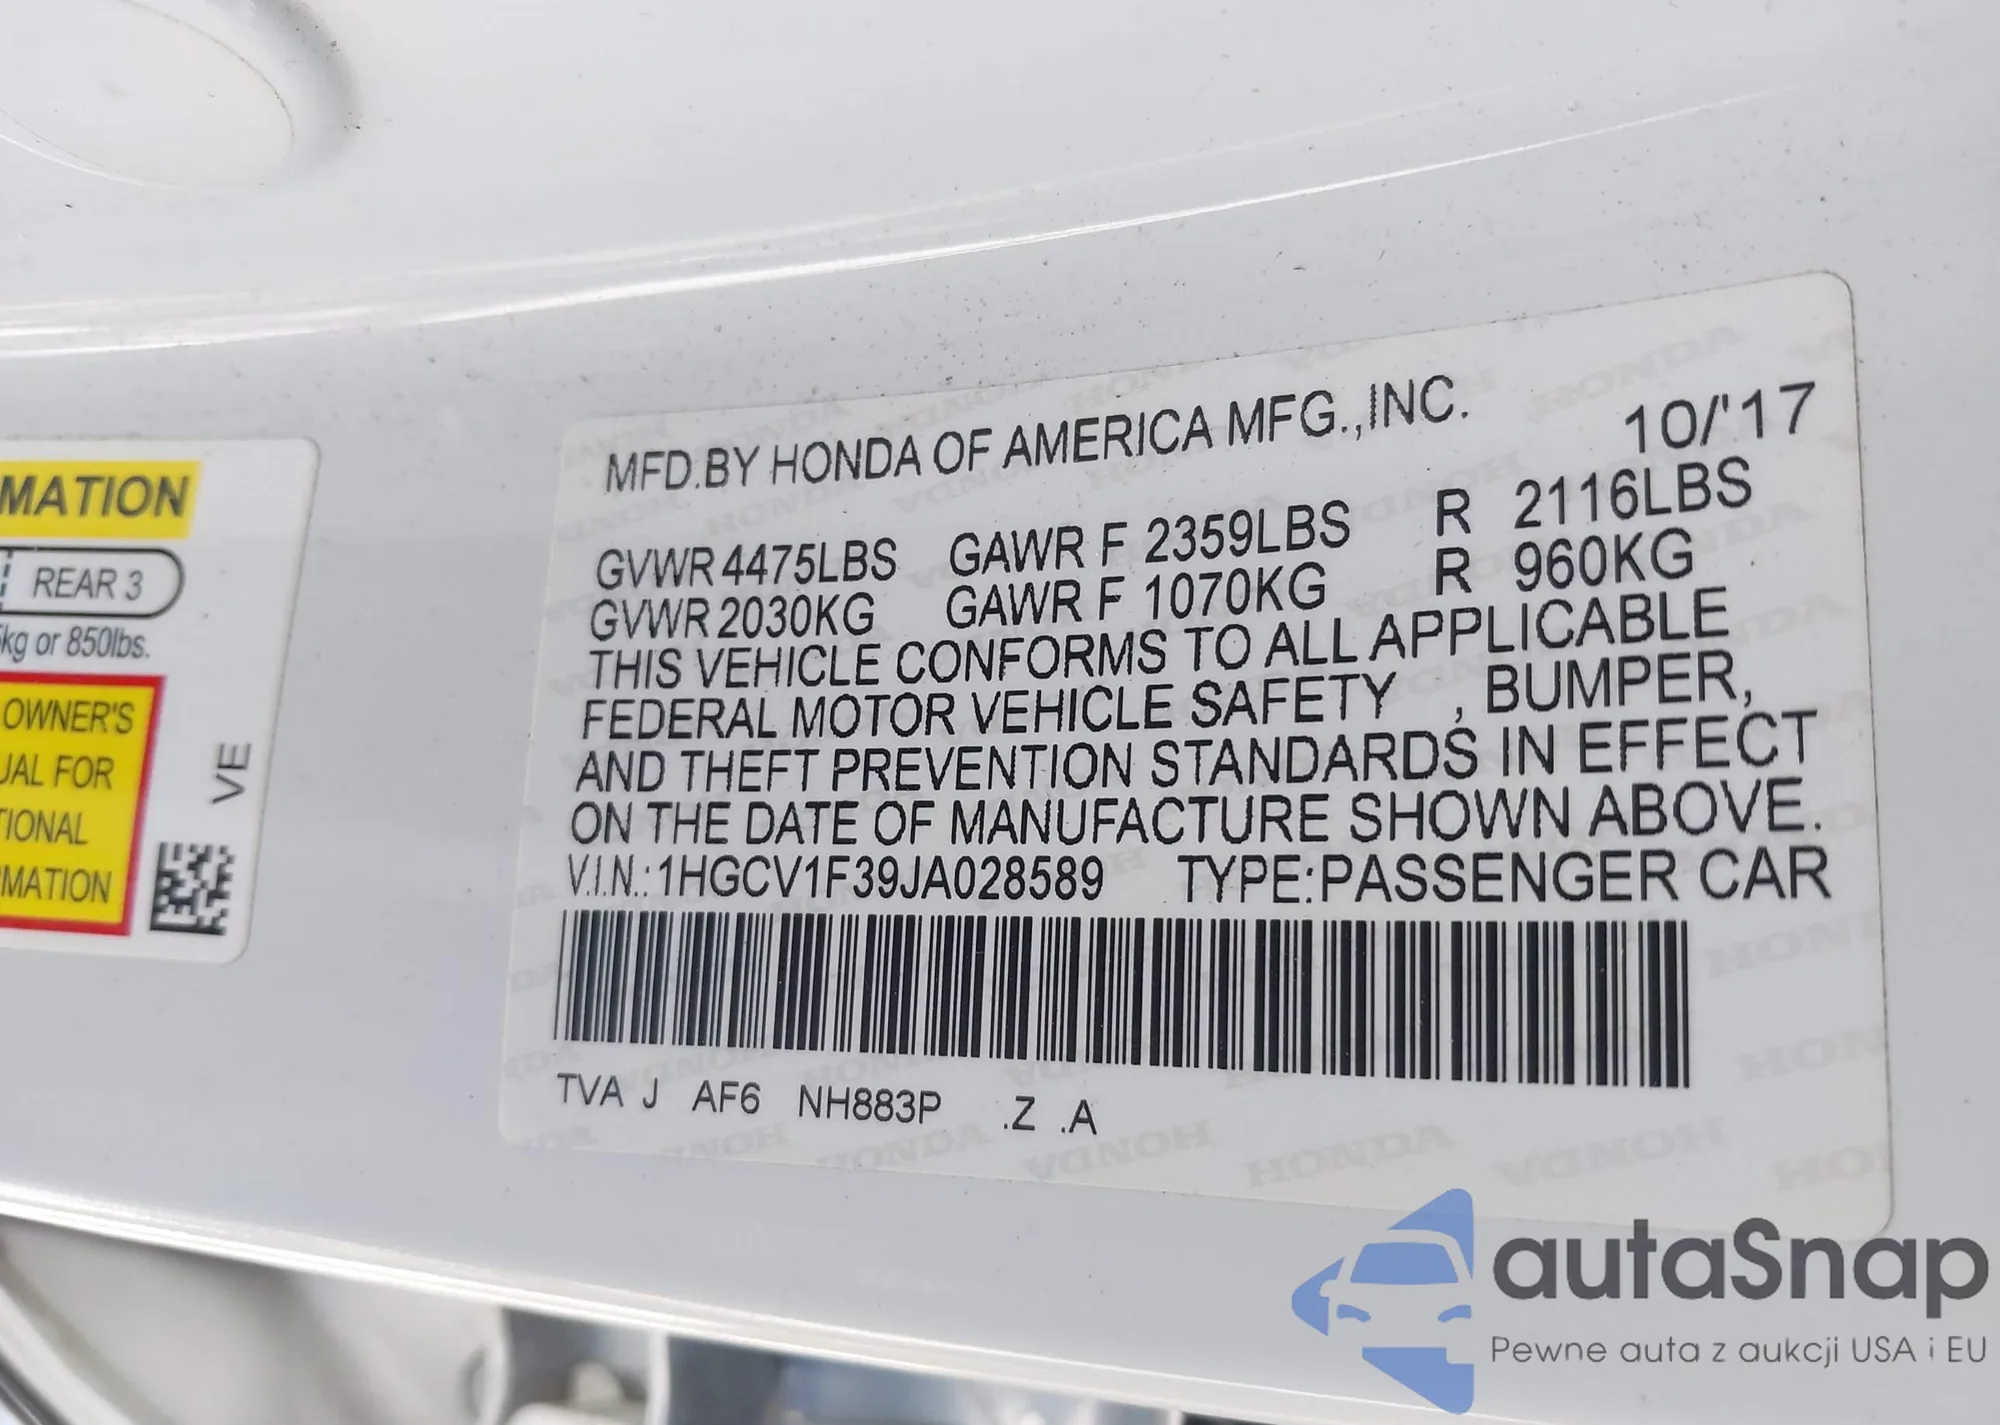 MATION
REAR 3
kg or 850lbs.
OWNER'S
UAL FOR
TIONAL
MATION
VE
MFD.BY HONDA OF AMERICA MFG.,INC. 10/'17
GVWR 4475LBS GAWR F 2359LBS R 2116LBS
GVWR 2030KG GAWR F 1070KG R 960KG
THIS VEHICLE CONFORMS TO ALL APPLICABLE
FEDERAL MOTOR VEHICLE SAFETY , BUMPER,
AND THEFT PREVENTION STANDARDS IN EFFECT
ON THE DATE OF MANUFACTURE SHOWN ABOVE.
V.I.N.: 1HGCV1F39JA028589 TYPE:PASSENGER CAR
TVA J AF6 NH883P .Z .A
autaSnap
Pewne auta z aukcji USA i EU